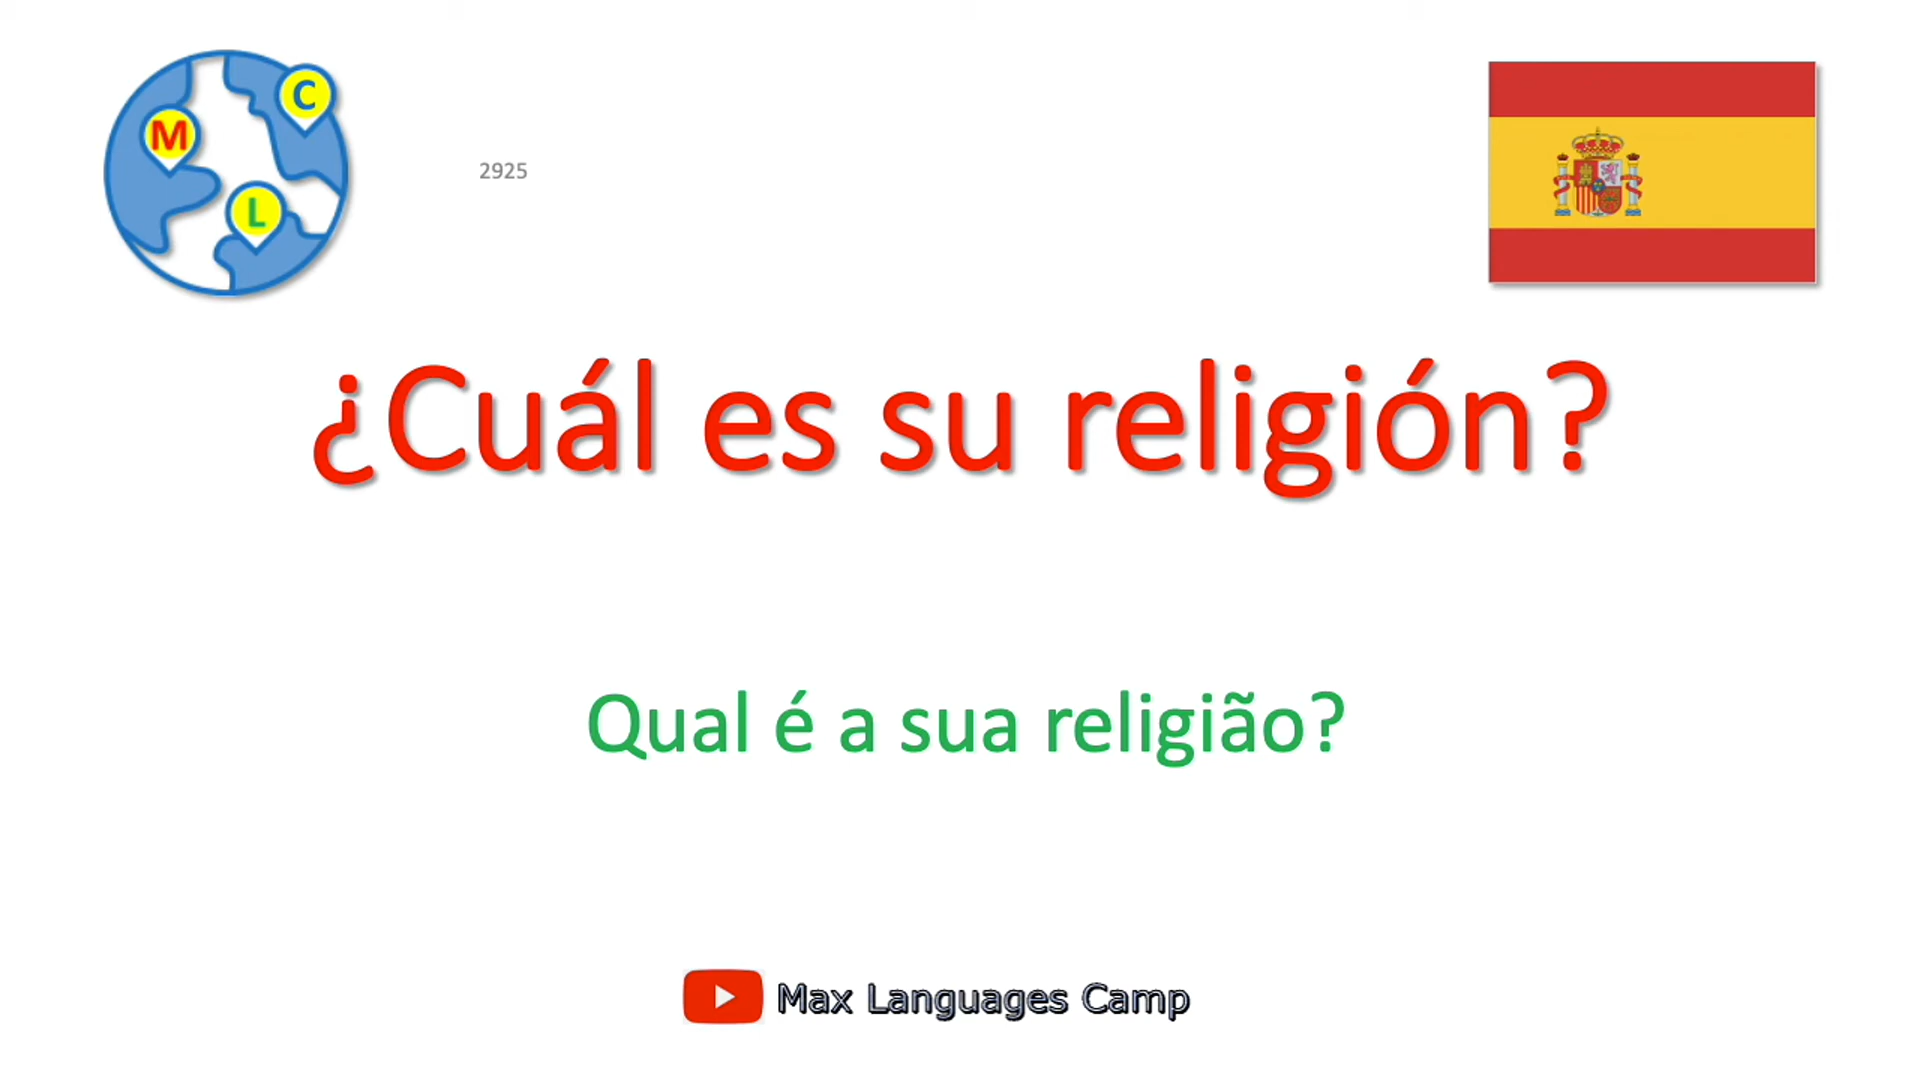 C
M
L
2925
¿Cuál es su religión?
Qual é a sua religião?
Max Languages Camp